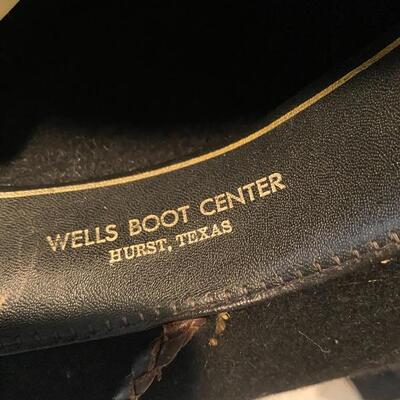 WELLS BOOT CENTER
HURST, TEXAS